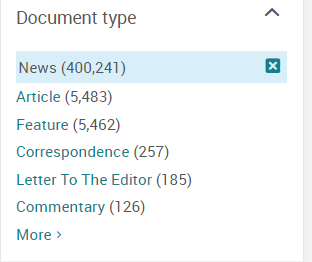 Document type
News (400,241)
Article (5,483)
Feature (5,462)
Correspondence (257)
Letter To The Editor (185)
Commentary (126)
More ›